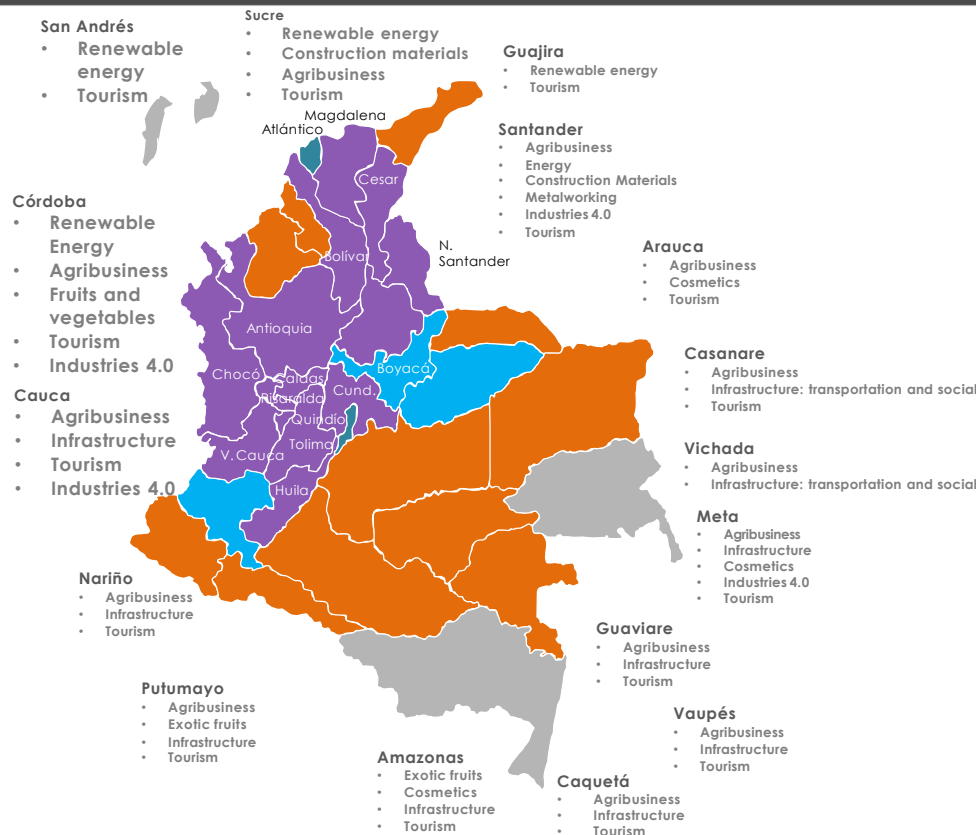 San Andrés
• Renewable
energy
• Tourism
Sucre
• Renewable energy
• Construction materials
• Agribusiness
• Tourism
Guajira
• Renewable energy
• Tourism
Magdalena
Atlántico
Cesar
Santander
• Agribusiness
• Energy
• Construction Materials
• Metalworking
• Industries 4.0
• Tourism
Córdoba
• Renewable
Energy
• Agribusiness
• Fruits and
vegetables
• Tourism
• Industries 4.0
Bolívar
N.
Santander
Arauca
• Agribusiness
• Cosmetics
• Tourism
Antioquia
Chocó
Caldas
Risaralda
Quindío
Cund.
Boyacá
Tolima
V.Cauca
Huila
Casanare
• Agribusiness
• Infrastructure: transportation and social
• Tourism
Cauca
• Agribusiness
• Infrastructure
• Tourism
• Industries 4.0
Vichada
• Agribusiness
• Infrastructure: transportation and social
Meta
• Agribusiness
• Infrastructure
• Cosmetics
• Industries 4.0
• Tourism
Nariño
• Agribusiness
• Infrastructure
• Tourism
Guaviare
• Agribusiness
• Infrastructure
• Tourism
Putumayo
• Agribusiness
• Exotic fruits
• Infrastructure
• Tourism
Vaupés
• Agribusiness
• Infrastructure
• Tourism
Amazonas
• Exotic fruits
• Cosmetics
• Infrastructure
• Tourism
Caquetá
• Agribusiness
• Infrastructure
• Tourism